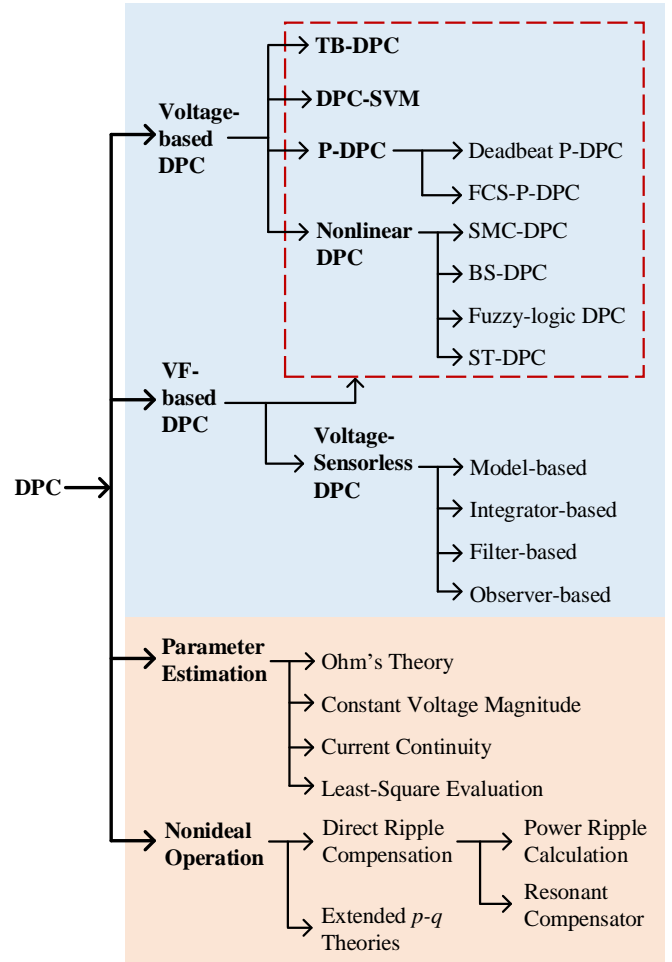 DPC
Voltage-
based
DPC
TB-DPC
DPC-SVM
P-DPC
Deadbeat P-DPC
FCS-P-DPC
Nonlinear
DPC
SMC-DPC
BS-DPC
Fuzzy-logic DPC
ST-DPC
VF-
based
DPC
Voltage-
Sensorless
DPC
Model-based
Integrator-based
Filter-based
Observer-based
Parameter
Estimation
Ohm's Theory
Constant Voltage Magnitude
Current Continuity
Least-Square Evaluation
Nonideal
Operation
Direct Ripple
Compensation
Power Ripple
Calculation
Resonant
Compensator
Extended p-q
Theories